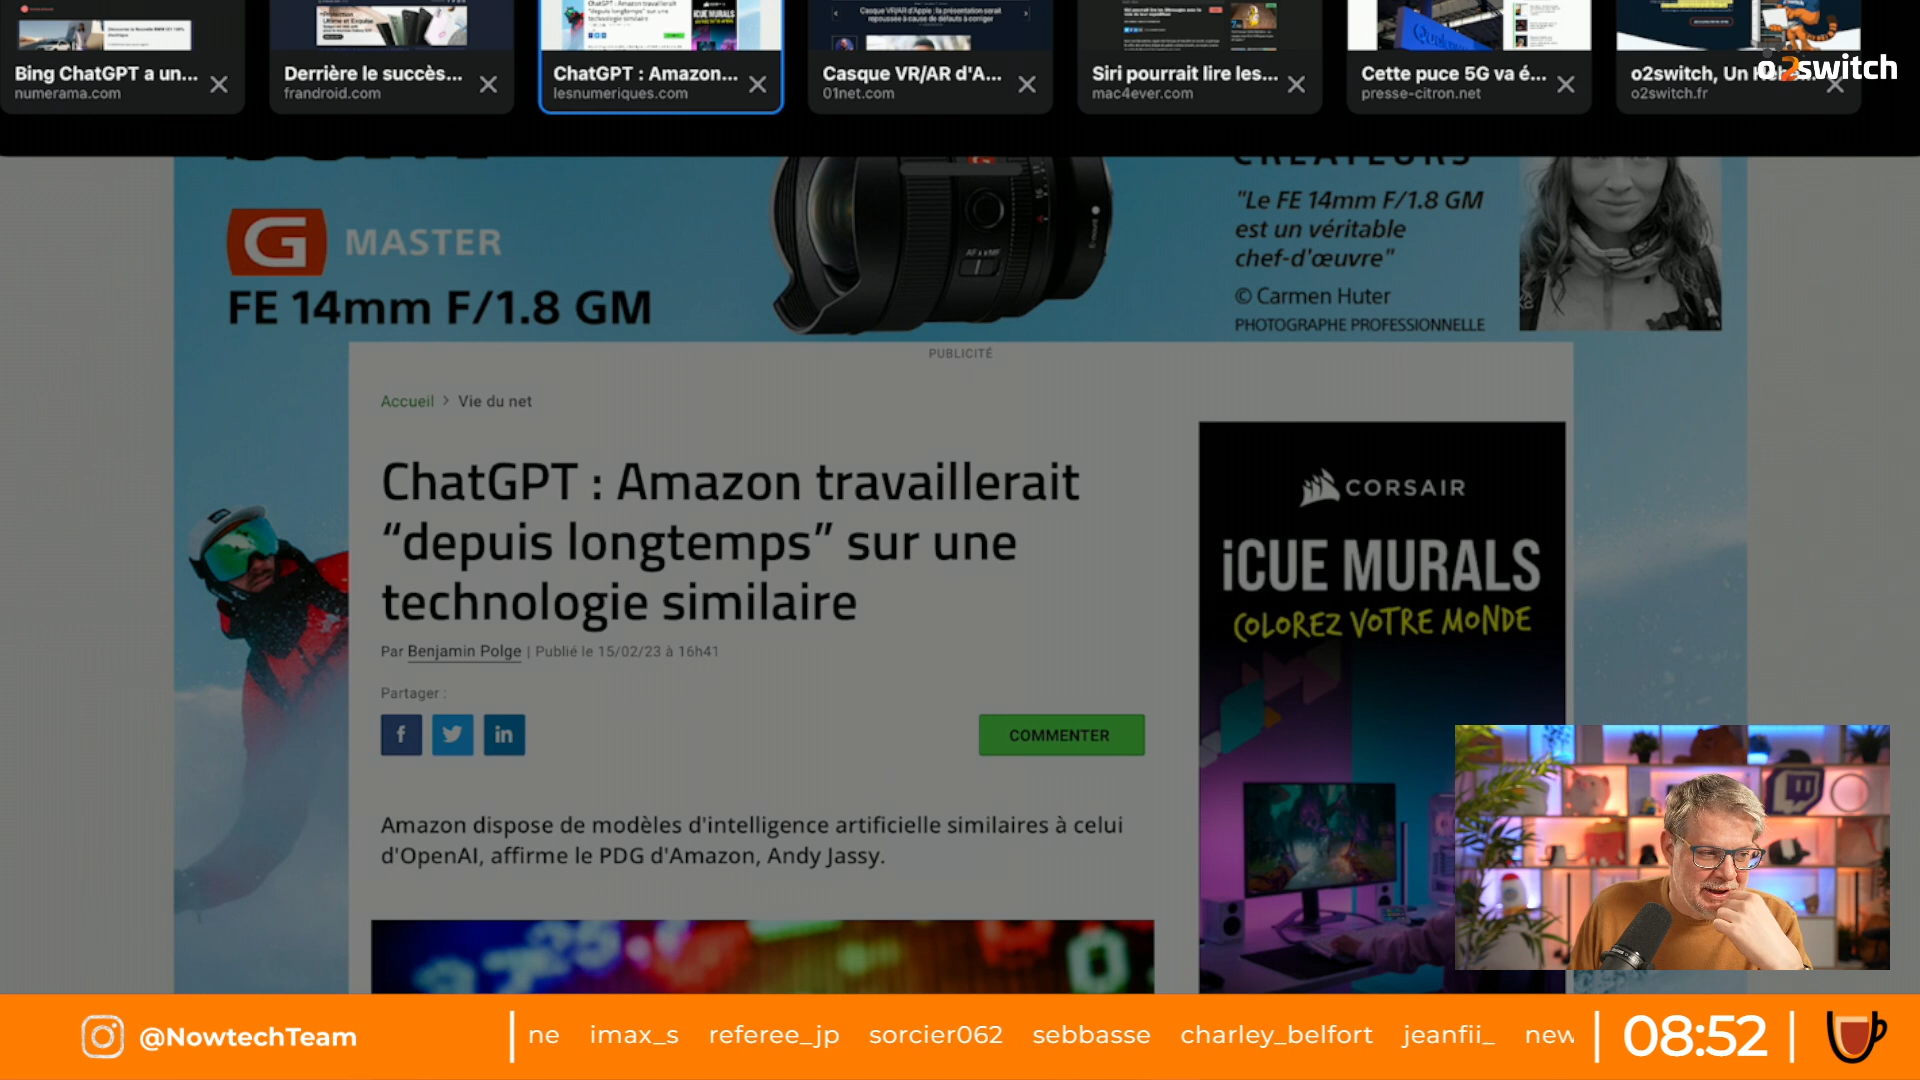 Bing ChatGPT a un...
numerama.com
Derrière le succès...
frandroid.com
ChatGPT : Amazon...
lesnumeriques.com
Casque VR/AR d'A...
01net.com
Siri pourrait lire les...
mac4ever.com
Cette puce 5G va é...
presse-citron.net
o2switch, Un
o2switch.fr
o2switch
CRÉATEURS
G MASTER
FE 14mm F/1.8 GM
"Le FE 14mm F/1.8 GM
est un véritable
chef-d'œuvre"
© Carmen Huter
PHOTOGRAPHE PROFESSIONNELLE
PUBLICITÉ
Accueil > Vie du net
ChatGPT : Amazon travaillerait
“depuis longtemps” sur une
technologie similaire
Par Benjamin Polge | Publié le 15/02/23 à 16h41
Partager :
COMMENTER
Amazon dispose de modèles d'intelligence artificielle similaires à celui
d'OpenAI, affirme le PDG d'Amazon, Andy Jassy.
CORSAIR
iCUE MURALS
COLOREZ VOTRE MONDE
@NowtechTeam
ne imax_s referee_jp sorcier062 sebbasse charley_belfort jeanfii_ new
08:52